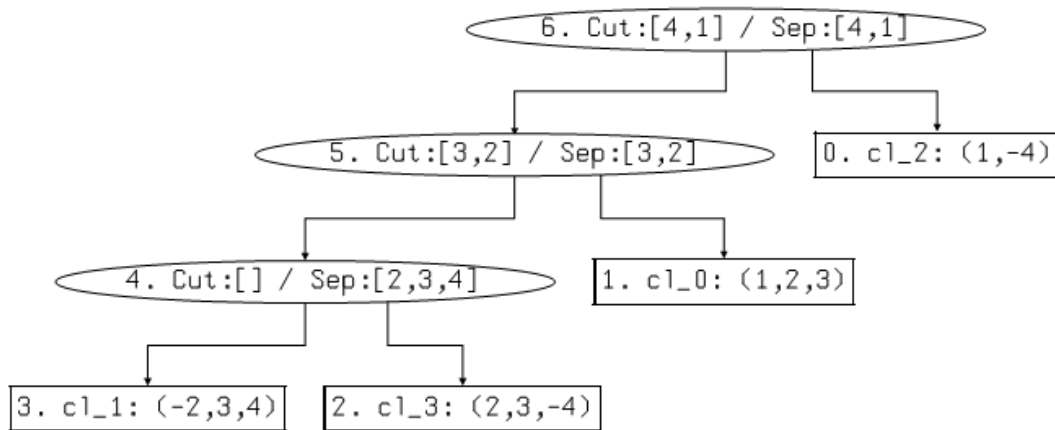 6. Cut:[4,1] / Sep:[4,1]
5. Cut:[3,2] / Sep:[3,2]
0. cl_2: (1,-4)
4. Cut:[] / Sep:[2,3,4]
1. cl_0: (1,2,3)
3. cl_1: (-2,3,4)
2. cl_3: (2,3,-4)